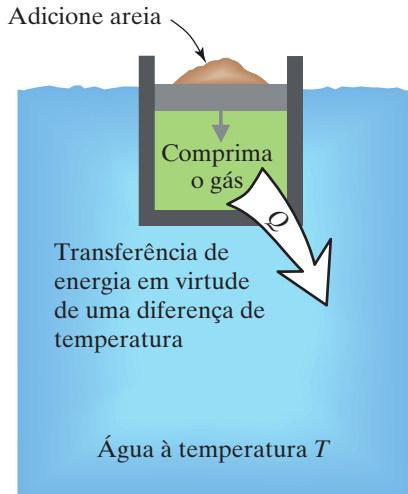 Adicione areia
Comprima
o gás
Q
Transferência de
energia em virtude
de uma diferença de
temperatura
Água à temperatura T